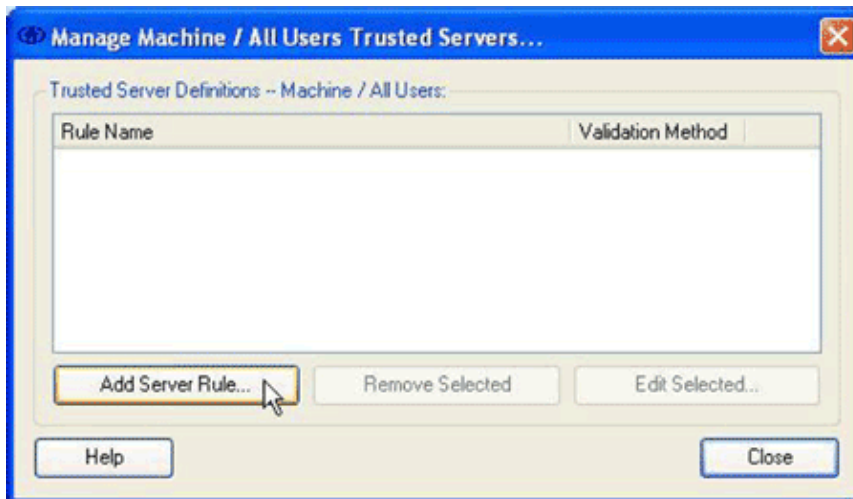 Manage Machine / All Users Trusted Servers...
Trusted Server Definitions -- Machine / All Users:
Rule Name Validation Method
Add Server Rule... Remove Selected Edit Selected...
Help Close